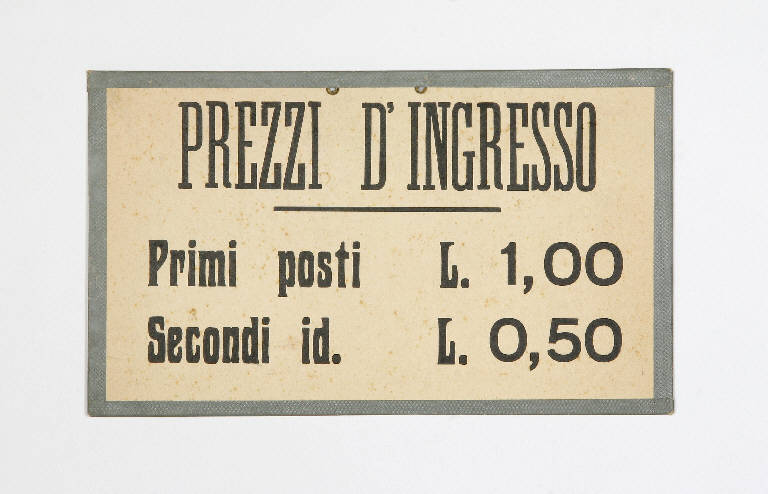 PREZZI D'INGRESSO
Primi posti L. 1,00
Secondi id. L. 0,50